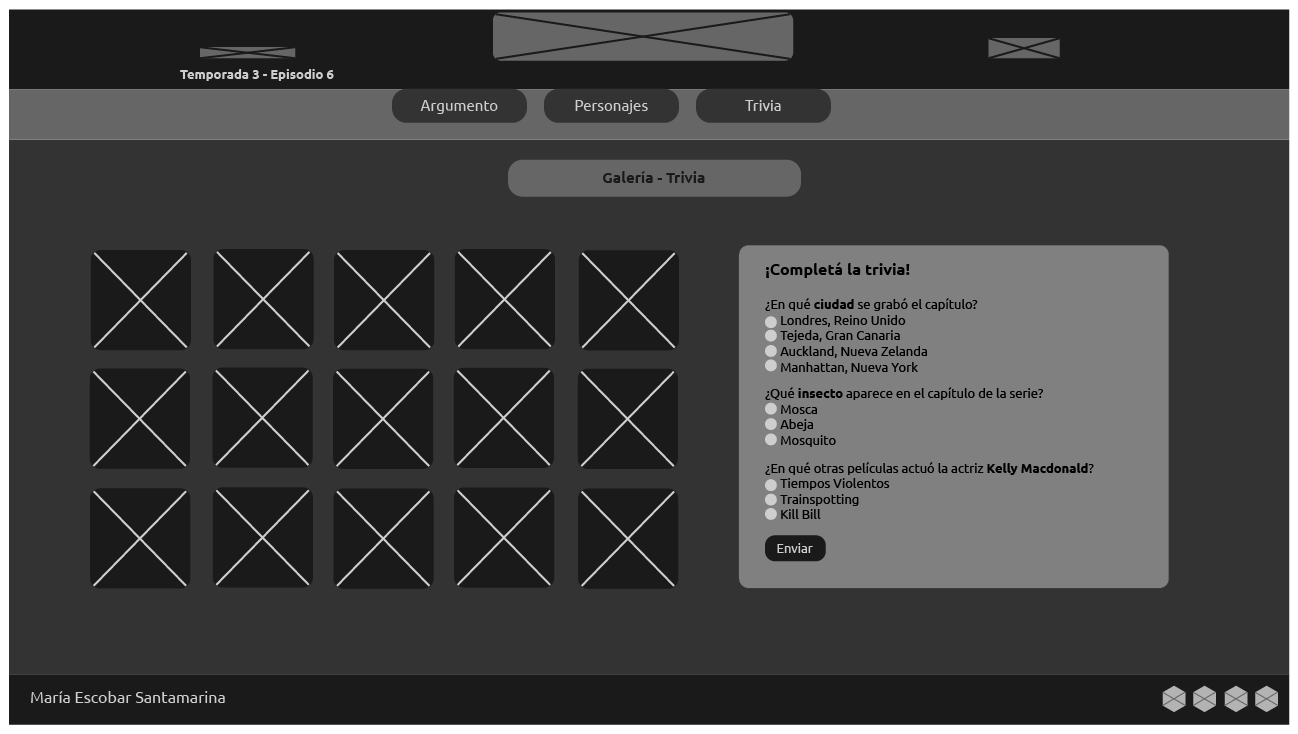 Temporada 3 - Episodio 6
Argumento
Personajes
Trivia
Galería - Trivia
¡Completá la trivia!
¿En qué ciudad se grabó el capítulo?
Londres, Reino Unido
Tejeda, Gran Canaria
Auckland, Nueva Zelanda
Manhattan, Nueva York
¿Qué insecto aparece en el capítulo de la serie?
Mosca
Abeja
Mosquito
¿En qué otras películas actuó la actriz Kelly Macdonald?
Tiempos Violentos
Trainspotting
Kill Bill
Enviar
María Escobar Santamarina